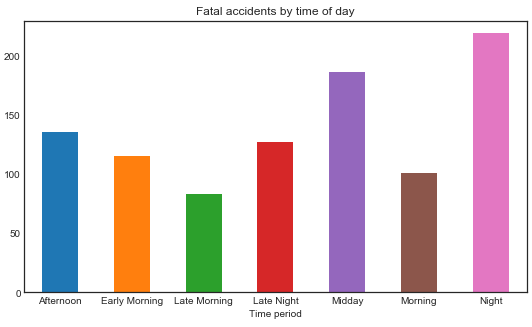 Fatal accidents by time of day
200
150
100
50
0
Afternoon Early Morning Late Morning Late Night Midday Morning Night
Time period